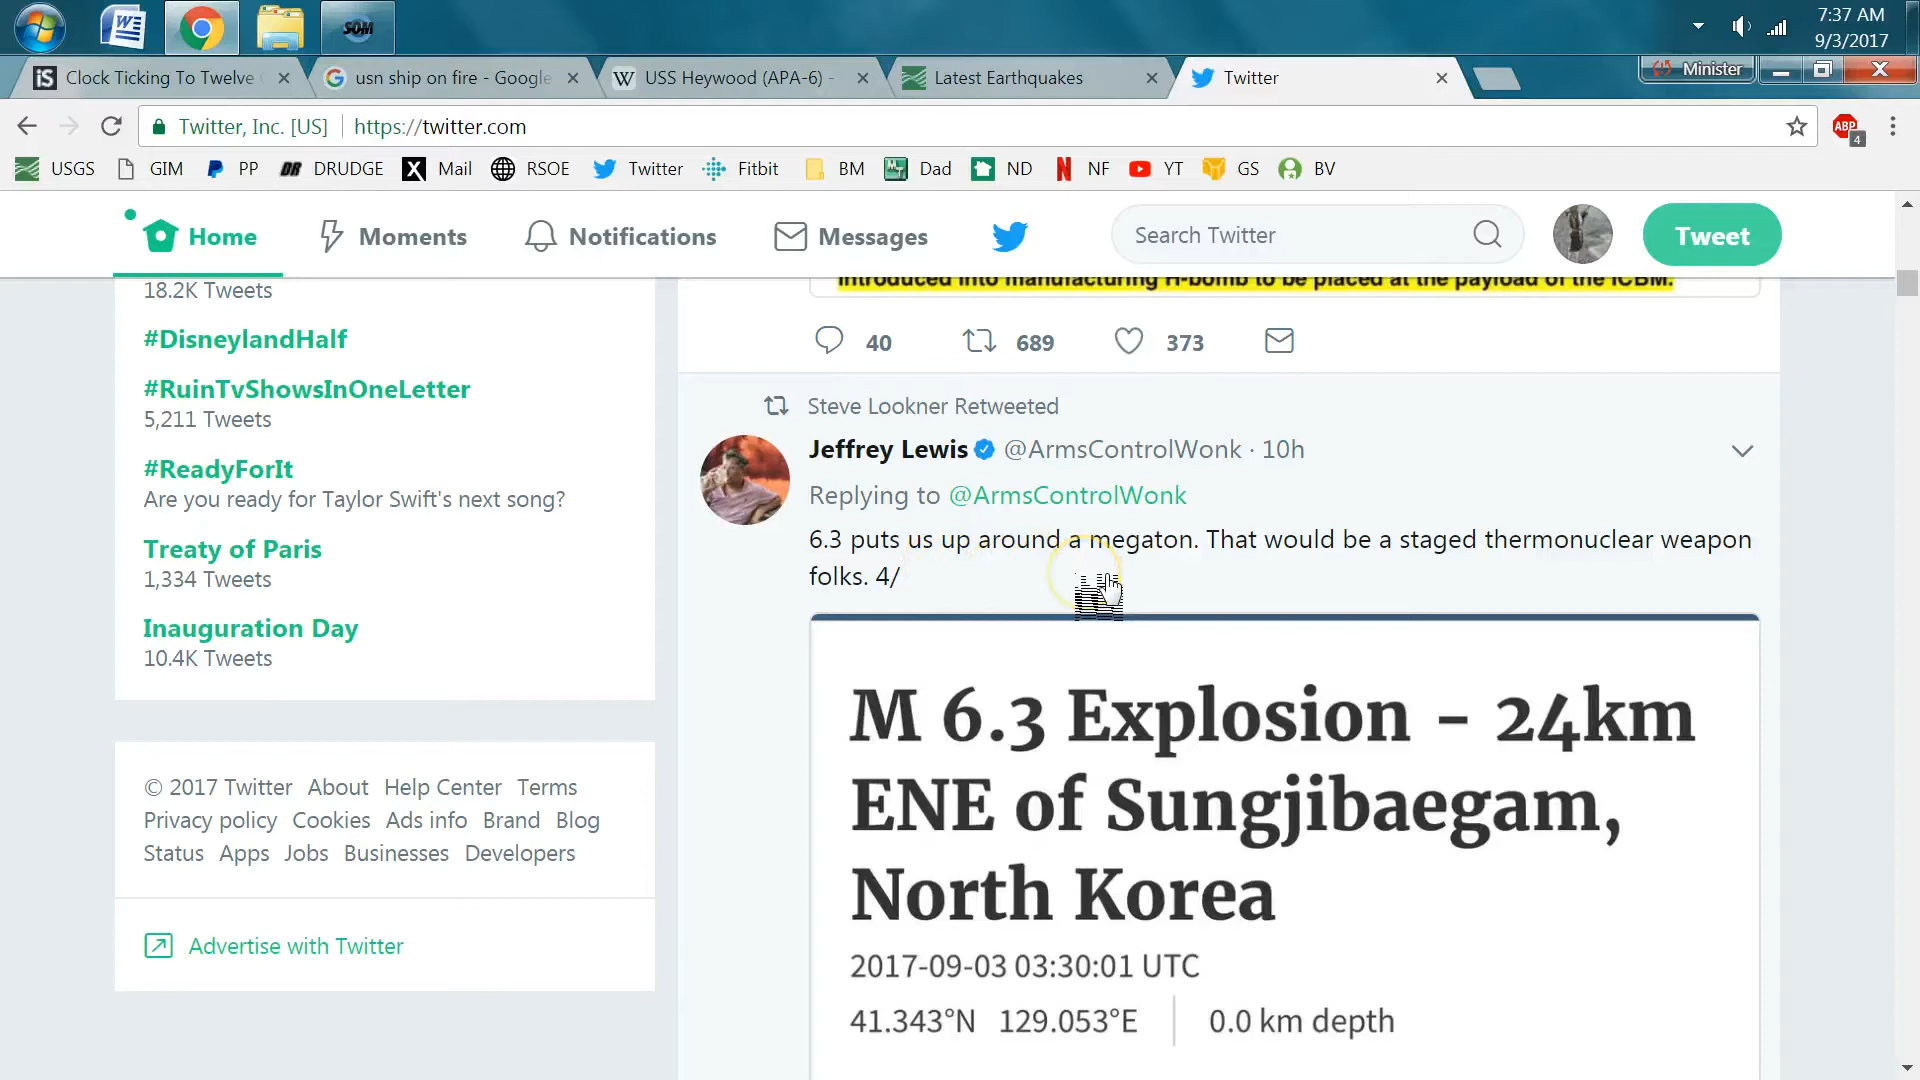 SOM
7:37 AM
9/3/2017
iS Clock Ticking To Twelve
usn ship on fire - Google
W USS Heywood (APA-6) -
Latest Earthquakes
Twitter
Minister
Twitter, Inc. [US] https://twitter.com
ABP 4
USGS GIM PP DR DRUDGE X Mail RSOE Twitter Fitbit BM Dad ND NF YT GS BV
Home Moments Notifications Messages Search Twitter Tweet
18.2K Tweets
#DisneylandHalf
#RuinTvShowsInOneLetter
5,211 Tweets
#ReadyForIt
Are you ready for Taylor Swift's next song?
Treaty of Paris
1,334 Tweets
Inauguration Day
10.4K Tweets
© 2017 Twitter About Help Center Terms
Privacy policy Cookies Ads info Brand Blog
Status Apps Jobs Businesses Developers
Advertise with Twitter
introduced into manufacturing H-bomb to be placed at the payload of the ICBM.
40 689 373
Steve Lookner Retweeted
Jeffrey Lewis @ArmsControlWonk · 10h
Replying to @ArmsControlWonk
6.3 puts us up around a megaton. That would be a staged thermonuclear weapon
folks. 4/
M 6.3 Explosion - 24km
ENE of Sungjibaegam,
North Korea
2017-09-03 03:30:01 UTC
41.343°N 129.053°E 0.0 km depth